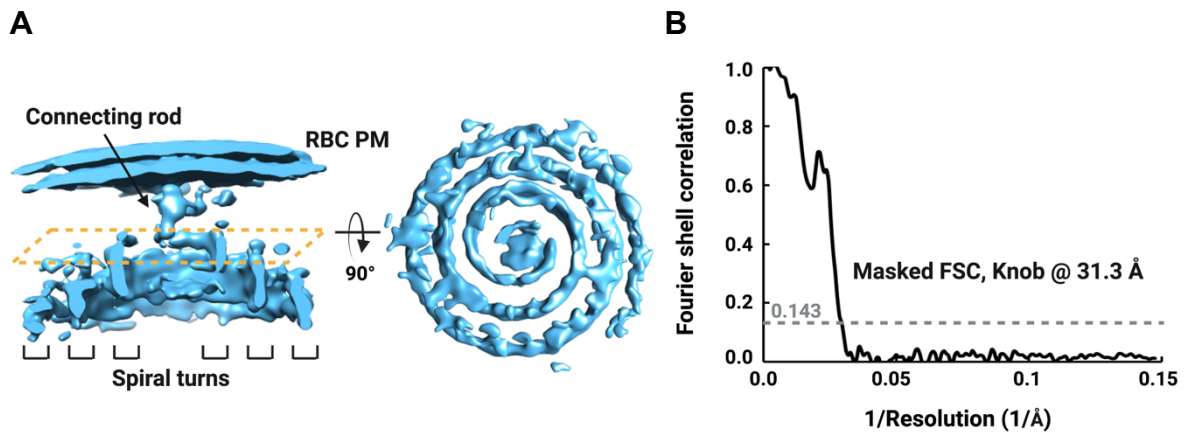 A
Connecting rod
RBC PM
90°
Spiral turns
B
Fourier shell correlation
1.0
0.8
0.6
0.4
0.2
0.0
0.143
Masked FSC, Knob @ 31.3 Å
0.0
0.05
0.1
0.15
1/Resolution (1/Å)